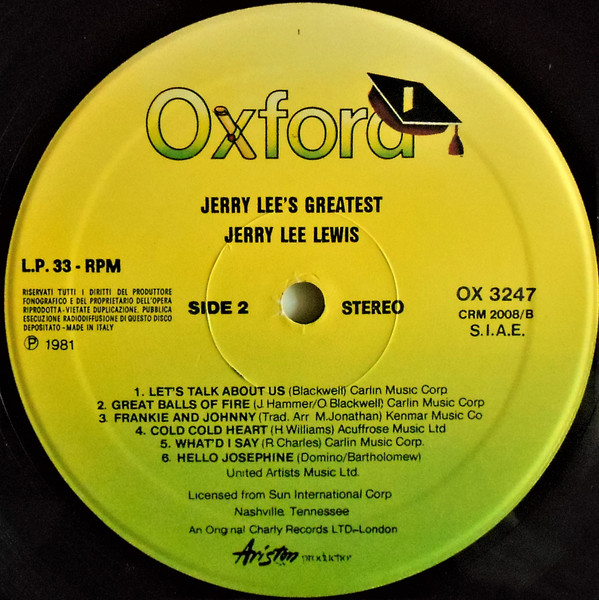 Oxford
JERRY LEE'S GREATEST
JERRY LEE LEWIS
L.P. 33 - RPM
RISERVATI TUTTI I DIRITTI DEL PRODUTTORE
FONOGRAFICO E DEL PROPRIETARIO DELL'OPERA
RIPRODOTTA - VIETATE DUPLICAZIONE, PUBBLICA
ESECUZIONE RADIODIFFUSIONE DI QUESTO DISCO
DEPOSITATO - MADE IN ITALY
Ⓟ 1981
SIDE 2
STEREO
OX 3247
CRM 2008/B
S.I.A.E.
1. LET'S TALK ABOUT US (Blackwell) Carlin Music Corp
2. GREAT BALLS OF FIRE (J. Hammer/O. Blackwell) Carlin Music Corp
3. FRANKIE AND JOHNNY (Trad. Arr. M.Jonathan) Kenmar Music Co
4. COLD COLD HEART (H. Williams) Acuffrose Music Ltd
5. WHAT'D I SAY (R. Charles) Carlin Music Corp.
6. HELLO JOSEPHINE (Domino/Bartholomew)
United Artists Music Ltd.
Licensed from Sun International Corp
Nashville, Tennessee
An Original Charly Records LTD-London
Ariston production